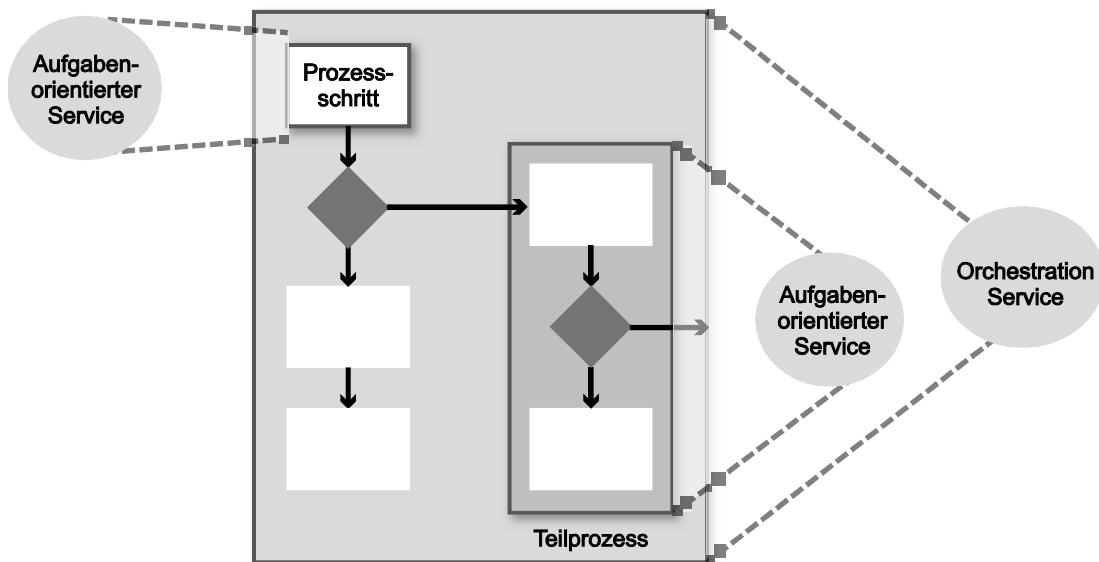 Aufgaben-
orientierter
Service
Prozess-
schritt
Aufgaben-
orientierter
Service
Orchestration
Service
Teilprozess